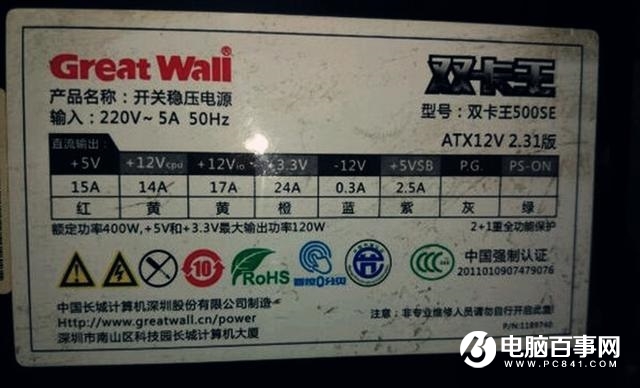 Great Wall®
双卡王
产品名称：开关稳压电源
型号：双卡王500SE
输入：220V~ 5A 50Hz
ATX12V 2.31版
直流输出：
+5V +12Vcpu +12Vio +3.3V -12V +5VSB P.G. PS-ON
15A 14A 17A 24A 0.3A 2.5A
红 黄 黄 橙 蓝 紫 灰 绿
额定功率400W,+5V和+3.3V最大输出功率120W
2+1重全功能保护
10
RoHS
CCC
中国强制认证
2011010907479076
中国长城计算机深圳股份有限公司制造
Http://www.greatwall.cn/power
深圳市南山区科技园长城计算机大厦
注意：非专业维修人员请勿自行开启此盖
P/N:1189740
电脑百事网
WWW.PC841.COM